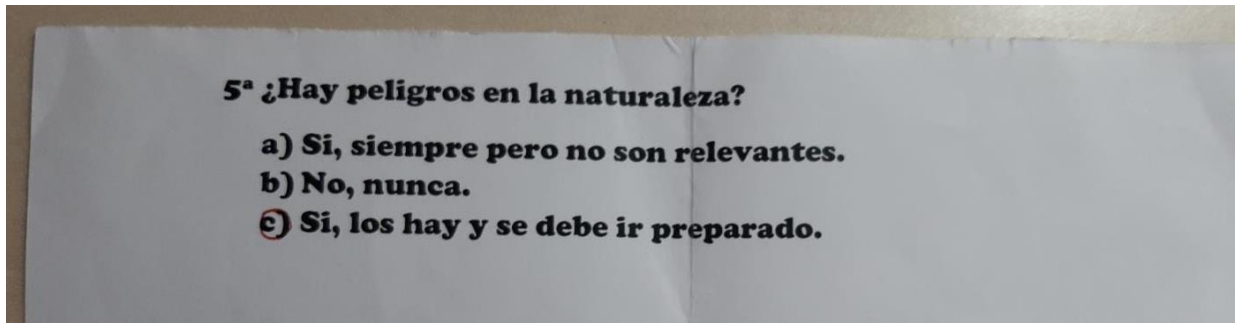 5ª ¿Hay peligros en la naturaleza?
a) Si, siempre pero no son relevantes.
b) No, nunca.
c) Si, los hay y se debe ir preparado.